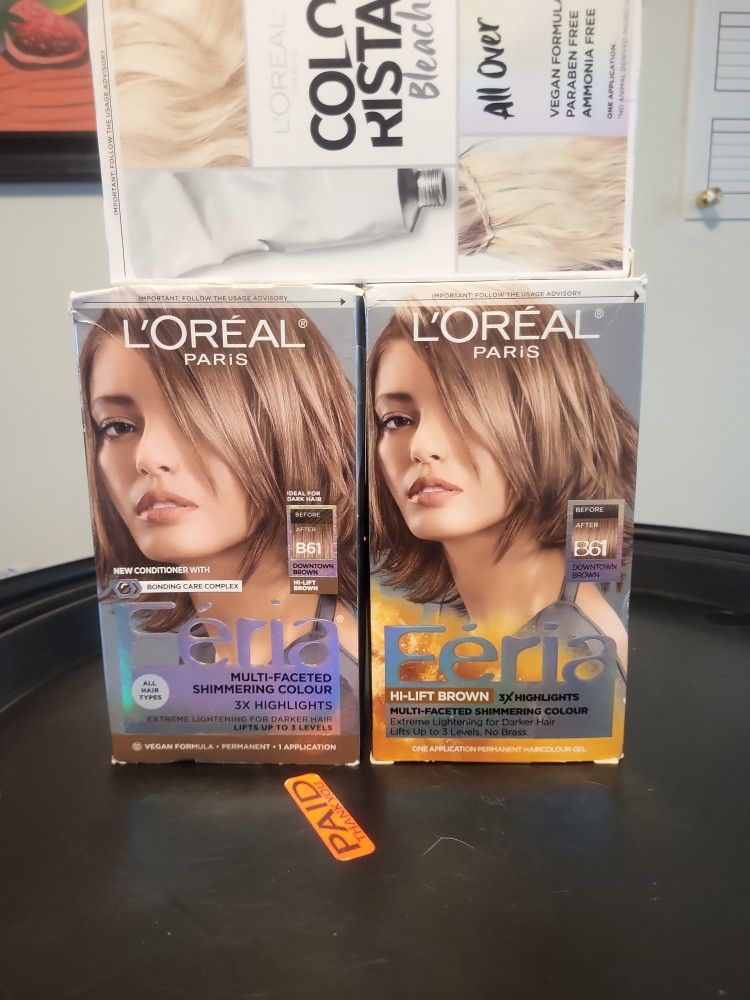 IMPORTANT: FOLLOW THE USAGE ADVISORY
L'ORÉAL
PARIS
COLO
RISTA
Bleach
All Over
VEGAN FORMULA
PARABEN FREE
AMMONIA FREE
ONE APPLICATION.
*NO ANIMAL DERIVED
IMPORTANT: FOLLOW THE USAGE ADVISORY
L'ORÉAL®
PARIS
IDEAL FOR
DARK HAIR
BEFORE
AFTER
B61
DOWNTOWN
BROWN
HI-LIFT
BROWN
NEW CONDITIONER WITH
BONDING CARE COMPLEX
Féria®
ALL
HAIR
TYPES
MULTI-FACETED
SHIMMERING COLOUR
3X HIGHLIGHTS
EXTREME LIGHTENING FOR DARKER HAIR
LIFTS UP TO 3 LEVELS
VEGAN FORMULA • PERMANENT • 1 APPLICATION
IMPORTANT: FOLLOW THE USAGE ADVISORY
L'ORÉAL®
PARIS
BEFORE
AFTER
B61
DOWNTOWN
BROWN
Féria
HI-LIFT BROWN 3X HIGHLIGHTS
MULTI-FACETED SHIMMERING COLOUR
Extreme Lightening for Darker Hair
Lifts Up to 3 Levels. No Brass.
ONE APPLICATION PERMANENT HAIRCOLOUR GEL
PAID
THANK YOU